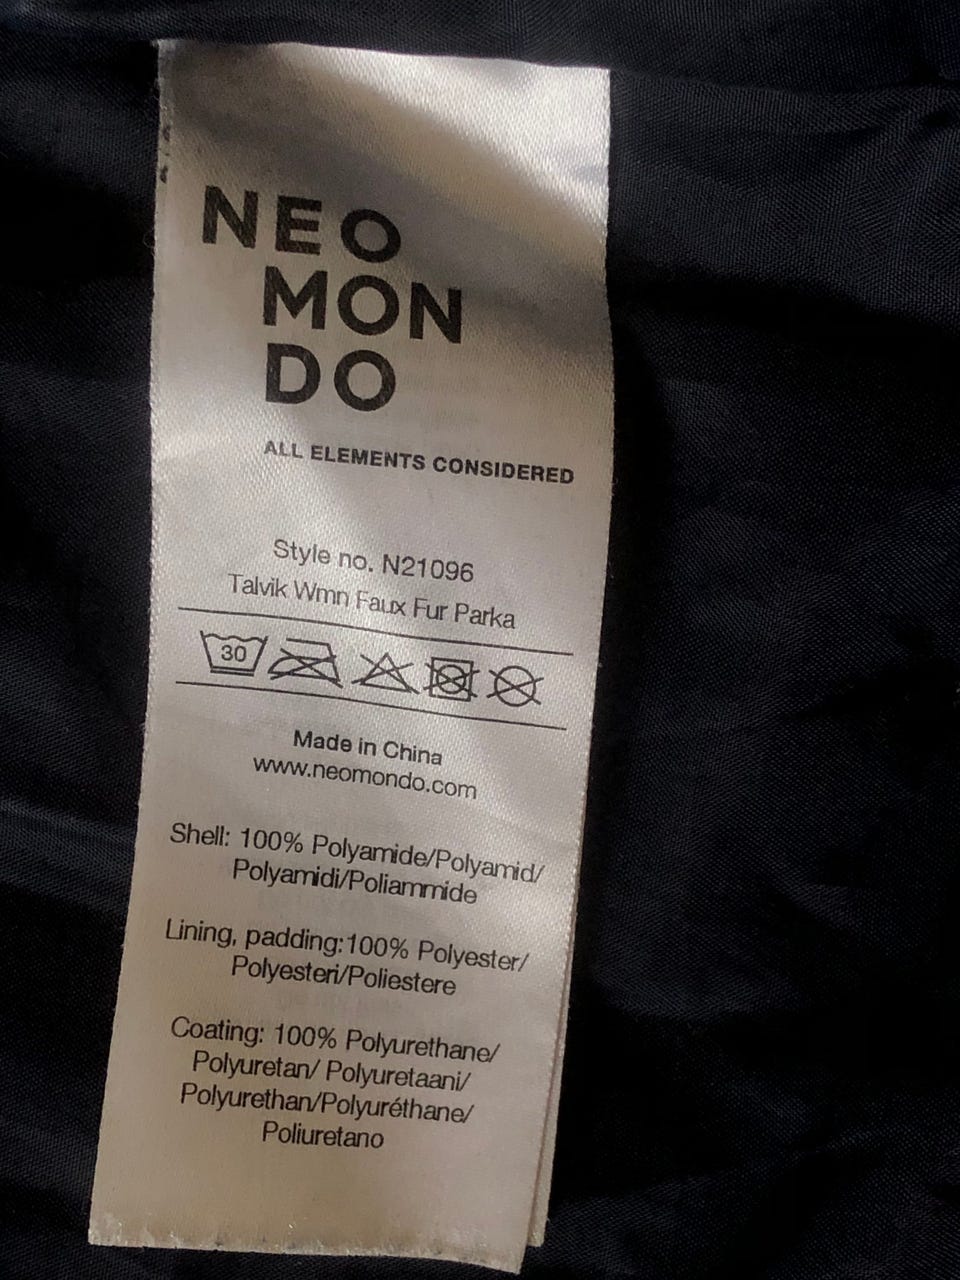 NEO
MON
DO
ALL ELEMENTS CONSIDERED
Style no. N21096
Talvik Wmn Faux Fur Parka
30
Made in China
www.neomondo.com
Shell: 100% Polyamide/Polyamid/
Polyamidi/Poliammide
Lining, padding:100% Polyester/
Polyesteri/Poliestere
Coating: 100% Polyurethane/
Polyuretan/ Polyuretaani/
Polyurethan/Polyuréthane/
Poliuretano